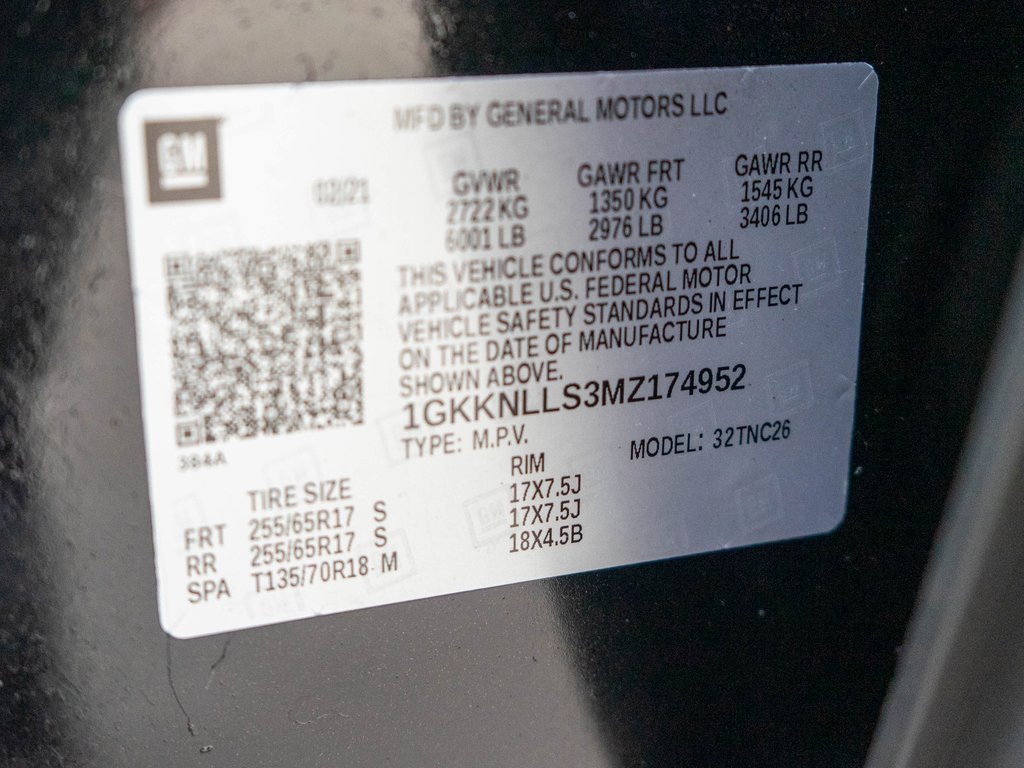 MFD BY GENERAL MOTORS LLC
GM
02/21
GVWR GAWR FRT GAWR RR
2722 KG 1350 KG 1545 KG
6001 LB 2976 LB 3406 LB
THIS VEHICLE CONFORMS TO ALL
APPLICABLE U.S. FEDERAL MOTOR
VEHICLE SAFETY STANDARDS IN EFFECT
ON THE DATE OF MANUFACTURE
SHOWN ABOVE.
1GKKNLLS3MZ174952
TYPE: M.P.V. MODEL: 32TNC26
384A
TIRE SIZE RIM
FRT 255/65R17 S 17X7.5J
RR 255/65R17 S 17X7.5J
SPA T135/70R18 M 18X4.5B